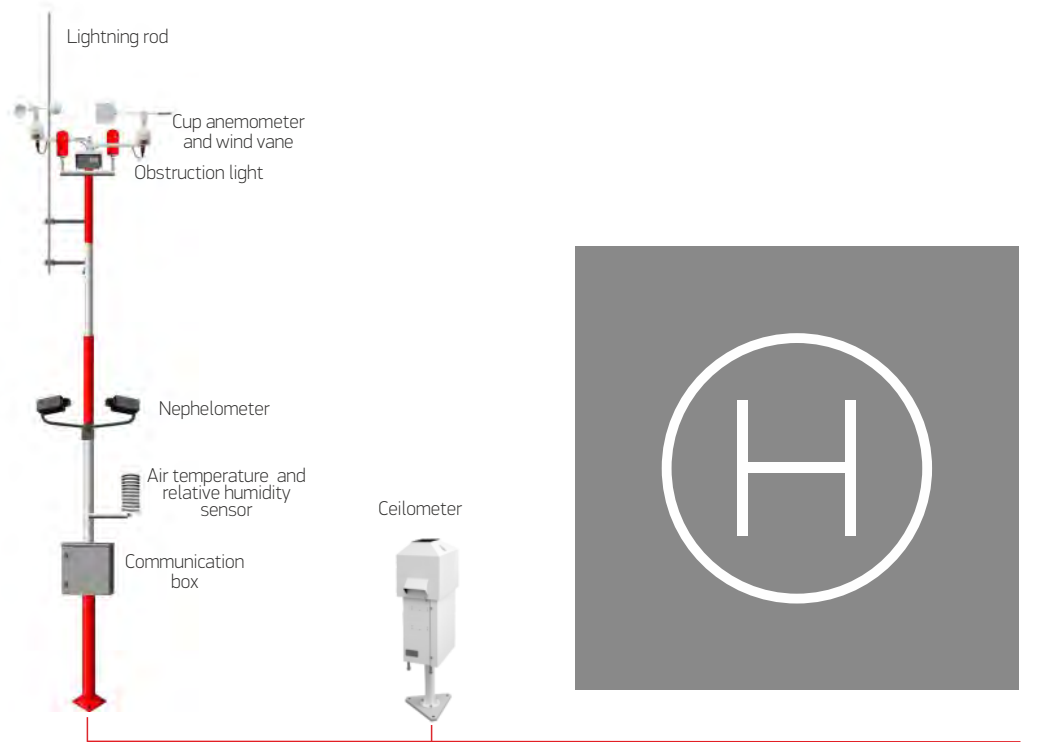 Lightning rod
Cup anemometer
and wind vane
Obstruction light
Nephelometer
Air temperature and
relative humidity
sensor
Ceilometer
Communication
box
H